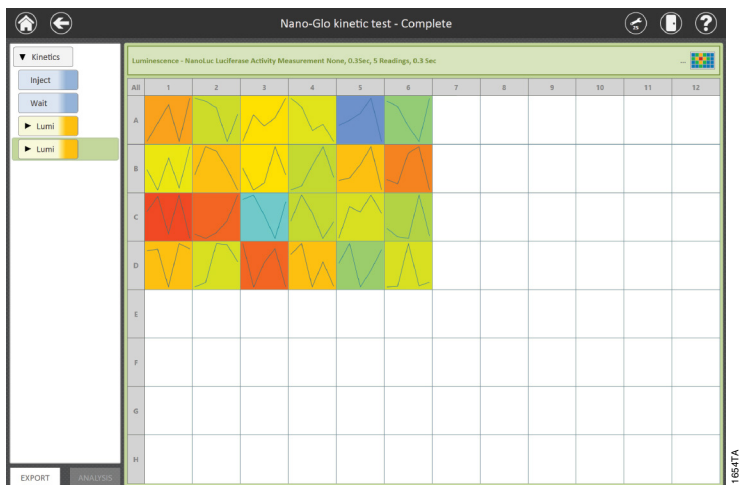 Nano-Glo kinetic test - Complete
▼ Kinetics
Inject
Wait
► Lumi
► Lumi
Luminescence - NanoLuc Luciferase Activity Measurement None, 0.35ec, 5 Readings, 0.3 Sec
...
All 1 2 3 4 5 6 7 8 9 10 11 12
A
B
C
D
E
F
G
H
EXPORT ANALYSIS
1654TA